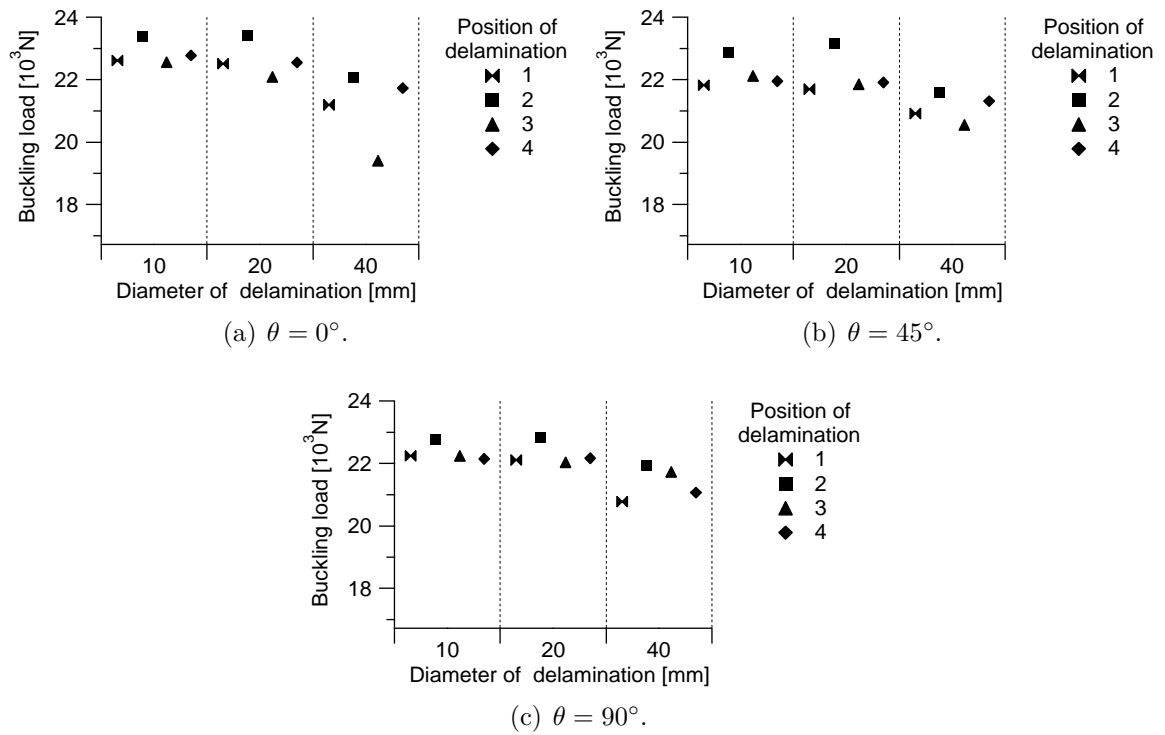 24
22
20
18
Buckling load [10³N]
10 20 40
Diameter of delamination [mm]
Position of
delamination
1
2
3
4
(a) θ = 0°.
24
22
20
18
Buckling load [10³N]
10 20 40
Diameter of delamination [mm]
Position of
delamination
1
2
3
4
(b) θ = 45°.
24
22
20
18
Buckling load [10³N]
10 20 40
Diameter of delamination [mm]
Position of
delamination
1
2
3
4
(c) θ = 90°.